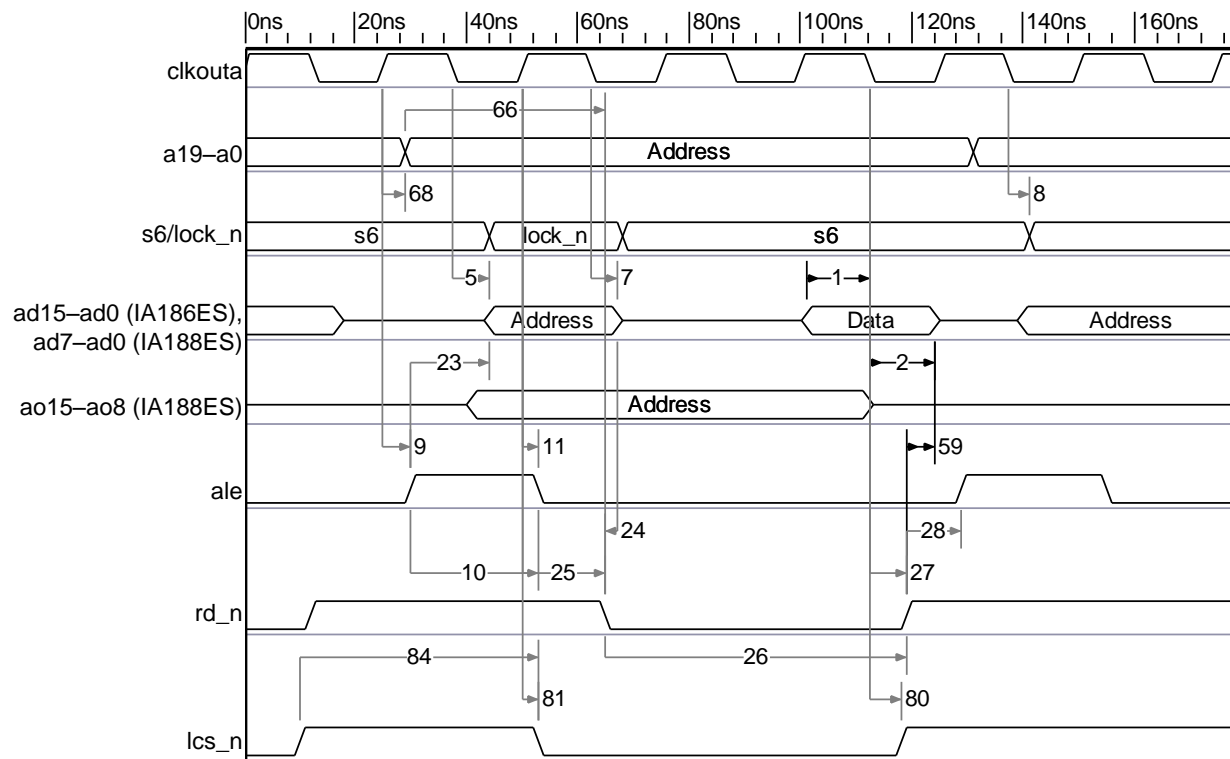 0ns 20ns 40ns 60ns 80ns 100ns 120ns 140ns 160ns
clkouta
66
a19–a0 Address
68 8
s6/lock_n s6 lock_n s6
5 7 1
ad15–ad0 (IA186ES), Address Data Address
ad7–ad0 (IA188ES)
23 2
ao15–ao8 (IA188ES) Address
9 11 59
ale
24 28
10 25 27
rd_n
84 26
81 80
lcs_n